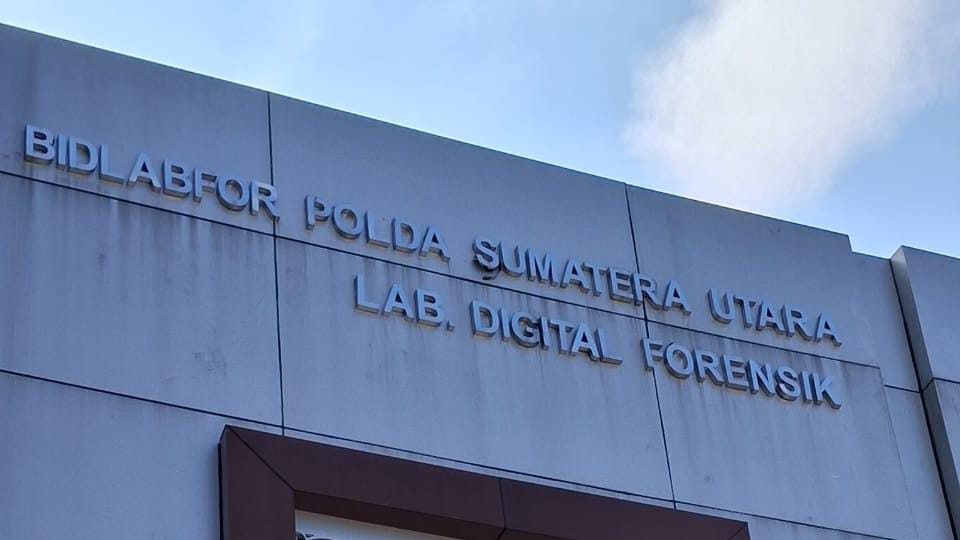 BIDLABFOR POLDA SUMATERA UTARA
LAB. DIGITAL FORENSIK